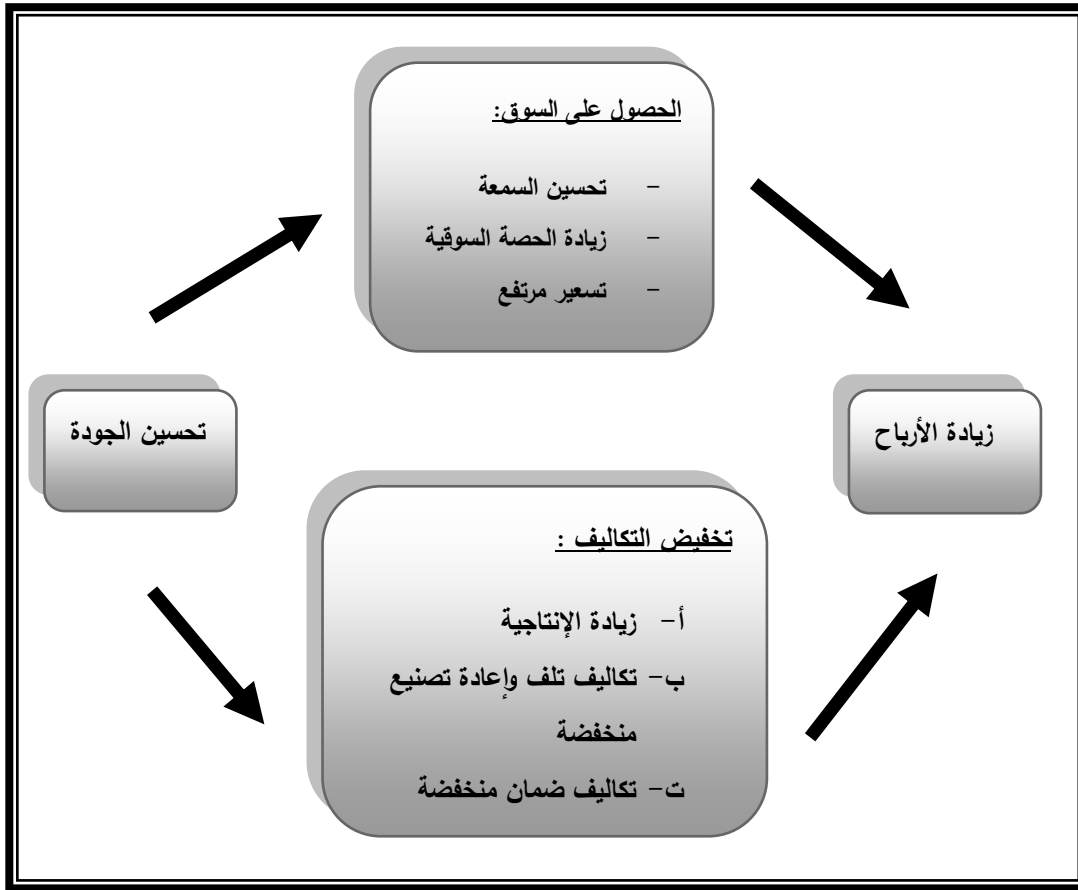 الحصول على السوق:
- تحسين السمعة
- زيادة الحصة السوقية
- تسعير مرتفع
زيادة الأرباح
تحسين الجودة
تخفيض التكاليف :
أ- زيادة الإنتاجية
ب- تكاليف تلف وإعادة تصنيع
منخفضة
ت- تكاليف ضمان منخفضة